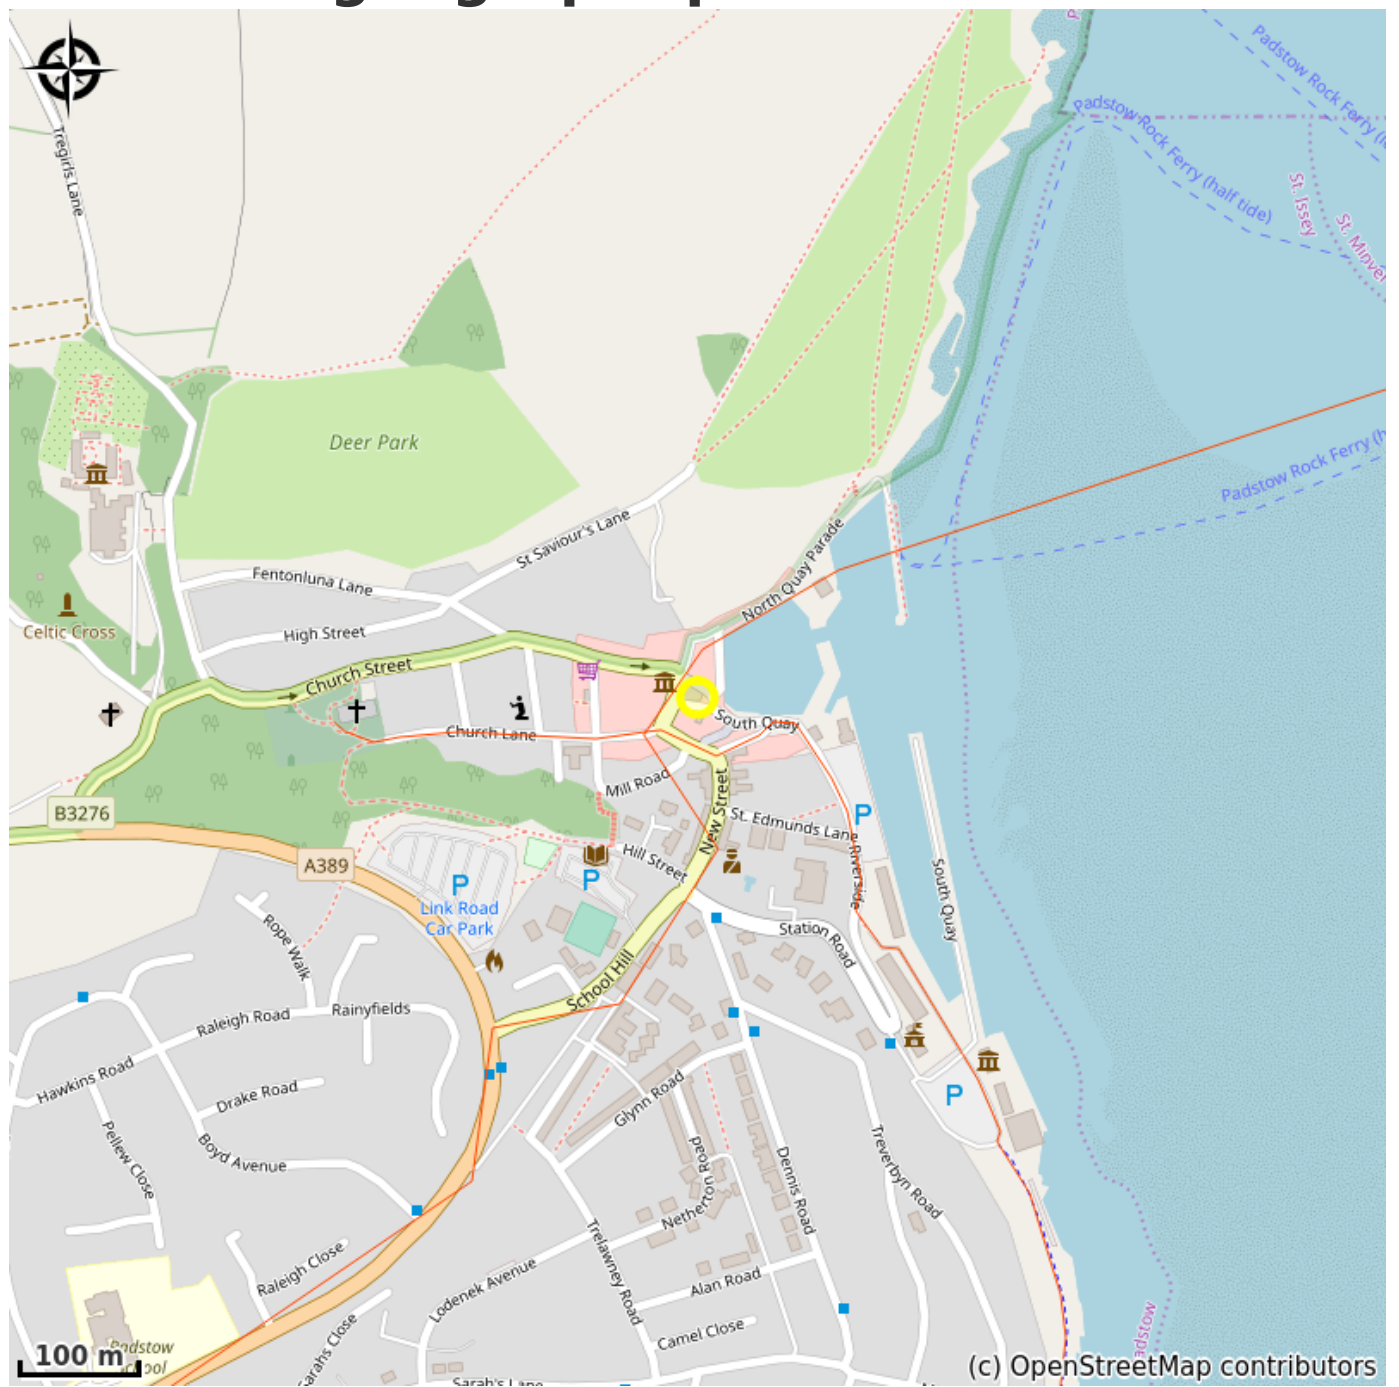 Padstow Rock Ferry (lo
Padstow Rock Ferry (half tide)
Tregirls Lane
St. Issey
St. Minver
Deer Park
Padstow Rock Ferry (h
St Saviour's Lane
North Quay Parade
Fentonluna Lane
High Street
Celtic Cross
Church Street
South Quay
Church Lane
Mill Road
New Street
B3276
St. Edmunds Lane
P
A389
Hill Street
Riverside
P
P
Link Road
Car Park
South Quay
Rope Walk
Station Road
School Hill
Raleigh Road
Rainyfields
Hawkins Road
Drake Road
Glynn Road
P
Pellew Close
Boyd Avenue
Netherton Road
Dennis Road
Treverbyn Road
Raleigh Close
Lodenek Avenue
Trelawney Road
Alan Road
Camel Close
Padstow
School
Sarahs Close
adstow
Sarah's Lane
100 m
(c) OpenStreetMap contributors